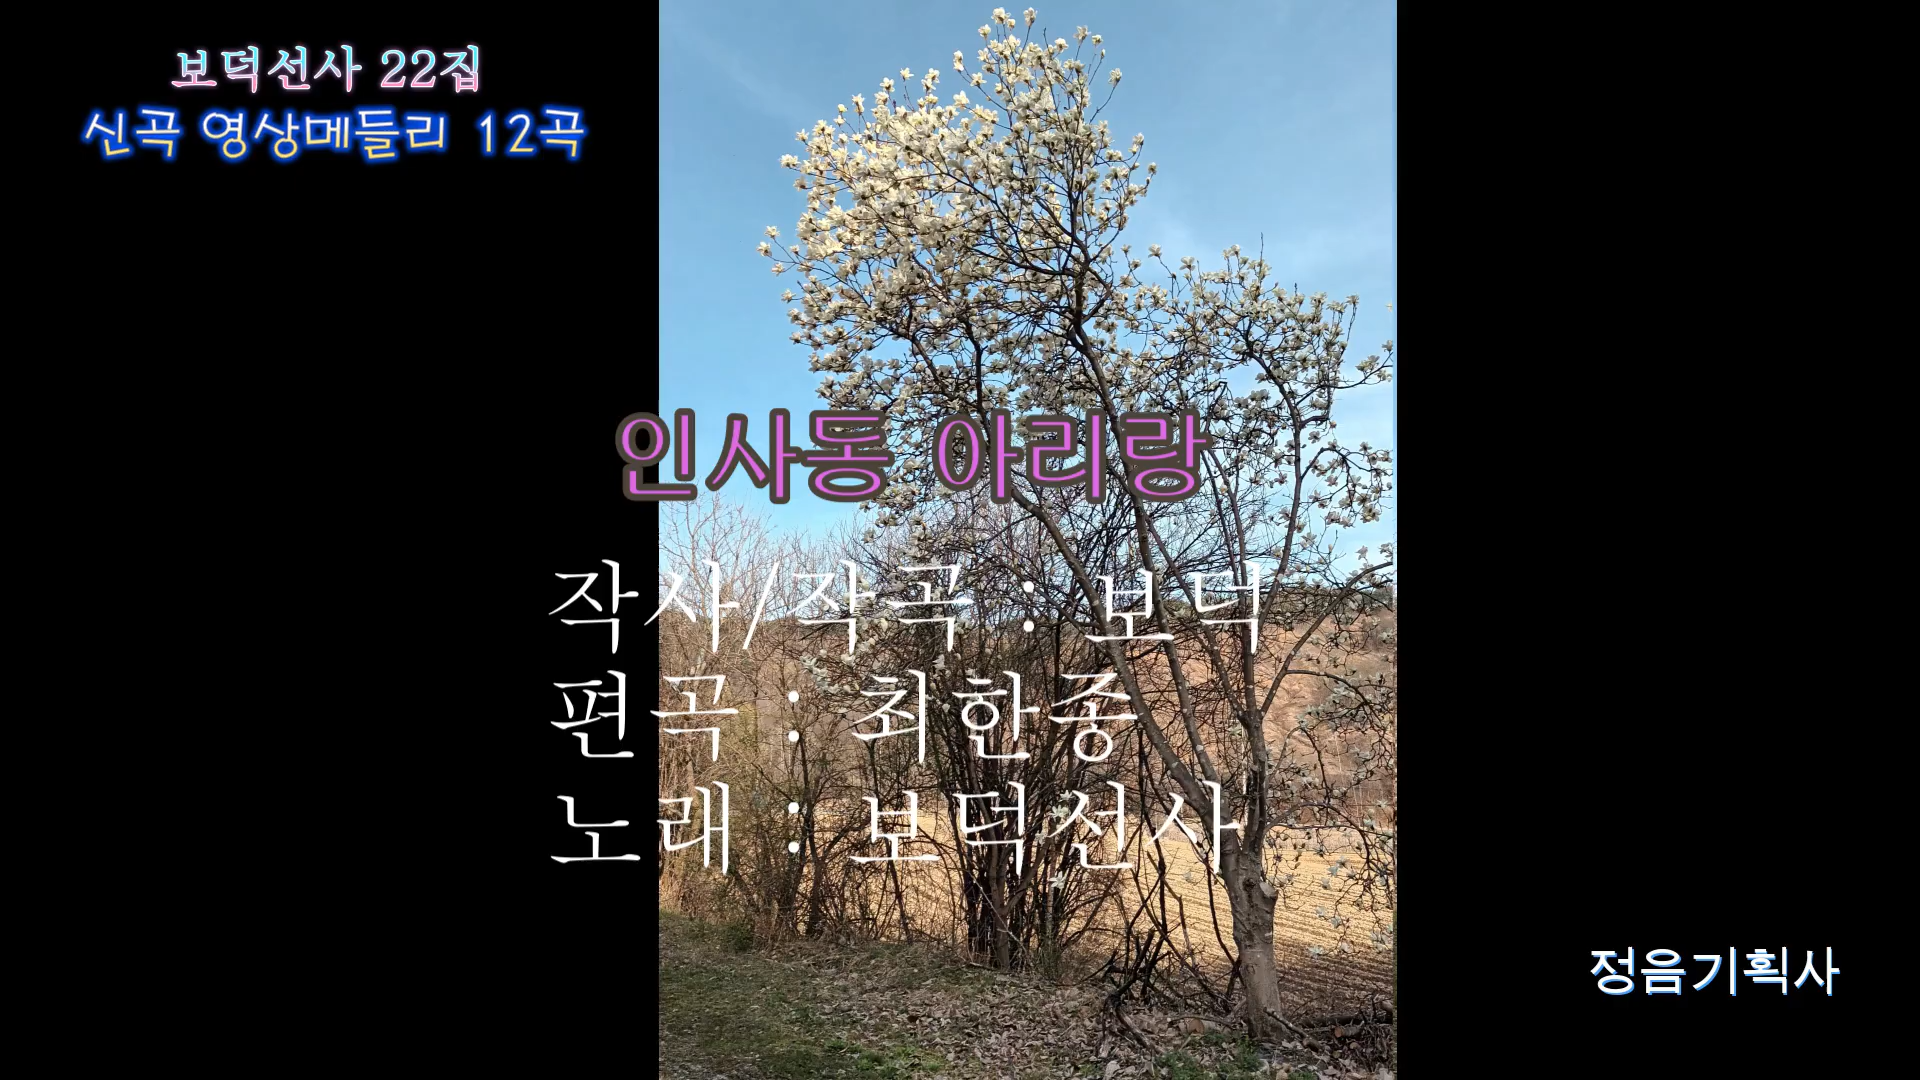 보덕선사 22집
신곡 영상메들리 12곡
인사동 아리랑
작사/작곡 : 보덕
편곡 : 최한종
노래 : 보덕선사
정음기획사